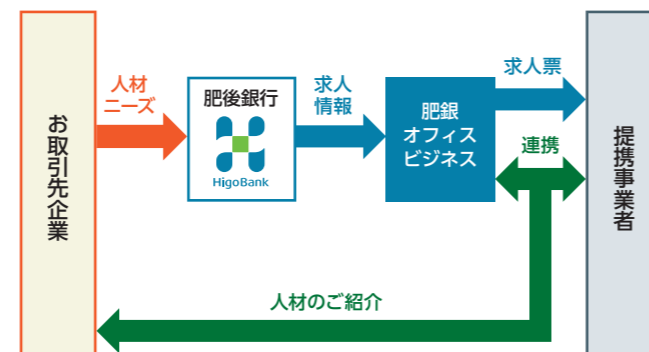 お取引先企業
人材
ニーズ
肥後銀行
HigoBank
求人
情報
肥銀
オフィス
ビジネス
求人票
連携
提携事業者
人材のご紹介